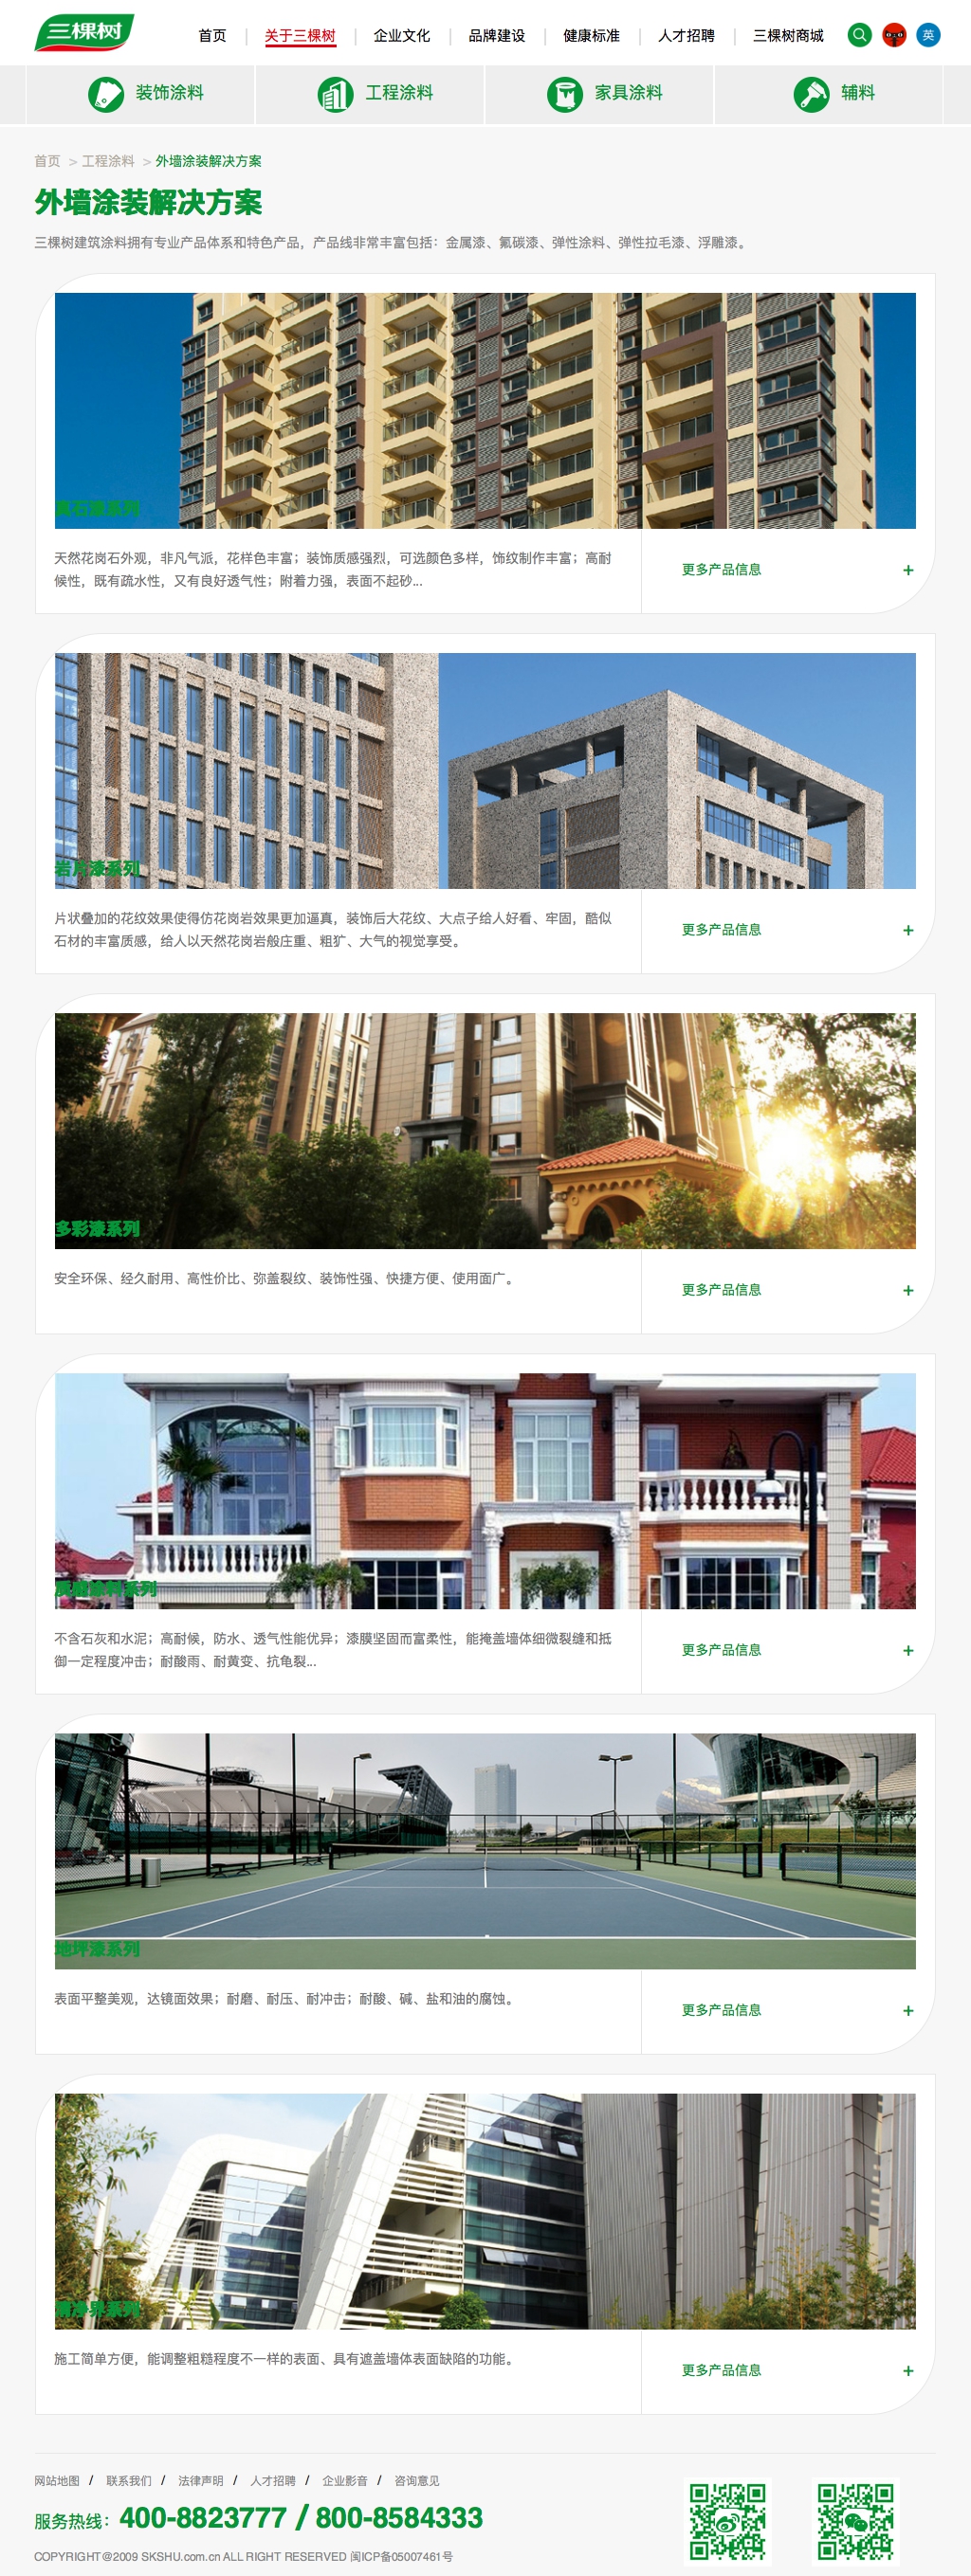 三棵树
首页
关于三棵树
企业文化
品牌建设
健康标准
人才招聘
三棵树商城
英
装饰涂料
工程涂料
家具涂料
辅料
首页 > 工程涂料 > 外墙涂装解决方案
外墙涂装解决方案
三棵树建筑涂料拥有专业产品体系和特色产品，产品线非常丰富包括：金属漆、氟碳漆、弹性涂料、弹性拉毛漆、浮雕漆。
真石漆系列
天然花岗石外观，非凡气派，花样色丰富；装饰质感强烈，可选颜色多样，饰纹制作丰富；高耐
候性，既有疏水性，又有良好透气性；附着力强，表面不起砂...
更多产品信息 +
岩片漆系列
片状叠加的花纹效果使得仿花岗岩效果更加逼真，装饰后大花纹、大点子给人好看、牢固，酷似
石材的丰富质感，给人以天然花岗岩般庄重、粗犷、大气的视觉享受。
更多产品信息 +
多彩漆系列
安全环保、经久耐用、高性价比、弥盖裂纹、装饰性强、快捷方便、使用面广。
更多产品信息 +
质感涂料系列
不含石灰和水泥；高耐候，防水、透气性能优异；漆膜坚固而富柔性，能掩盖墙体细微裂缝和抵
御一定程度冲击；耐酸雨、耐黄变、抗龟裂...
更多产品信息 +
地坪漆系列
表面平整美观，达镜面效果；耐磨、耐压、耐冲击；耐酸、碱、盐和油的腐蚀。
更多产品信息 +
清净界系列
施工简单方便，能调整粗糙程度不一样的表面、具有遮盖墙体表面缺陷的功能。
更多产品信息 +
网站地图 / 联系我们 / 法律声明 / 人才招聘 / 企业影音 / 咨询意见
服务热线：400-8823777 / 800-8584333
COPYRIGHT@2009 SKSHU.com.cn ALL RIGHT RESERVED 闽ICP备05007461号